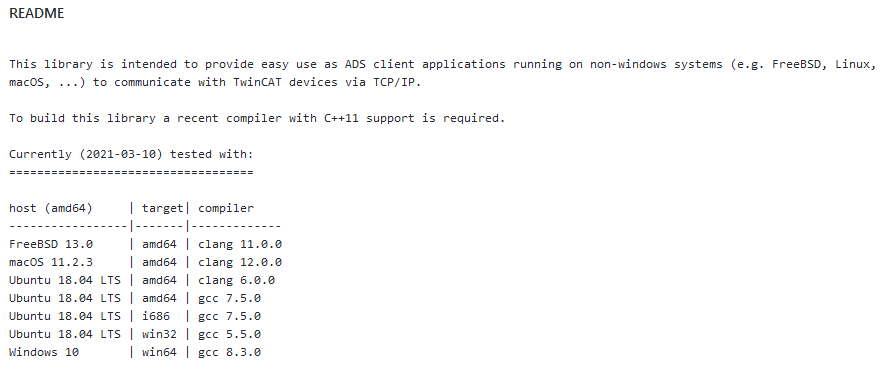 README
This library is intended to provide easy use as ADS client applications running on non-windows systems (e.g. FreeBSD, Linux,
macOS, ...) to communicate with TwinCAT devices via TCP/IP.
To build this library a recent compiler with C++11 support is required.
Currently (2021-03-10) tested with:
===================================
host (amd64)     | target| compiler
-----------------|-------|-------------
FreeBSD 13.0     | amd64 | clang 11.0.0
macOS 11.2.3     | amd64 | clang 12.0.0
Ubuntu 18.04 LTS | amd64 | clang 6.0.0
Ubuntu 18.04 LTS | amd64 | gcc 7.5.0
Ubuntu 18.04 LTS | i686  | gcc 7.5.0
Ubuntu 18.04 LTS | win32 | gcc 5.5.0
Windows 10       | win64 | gcc 8.3.0